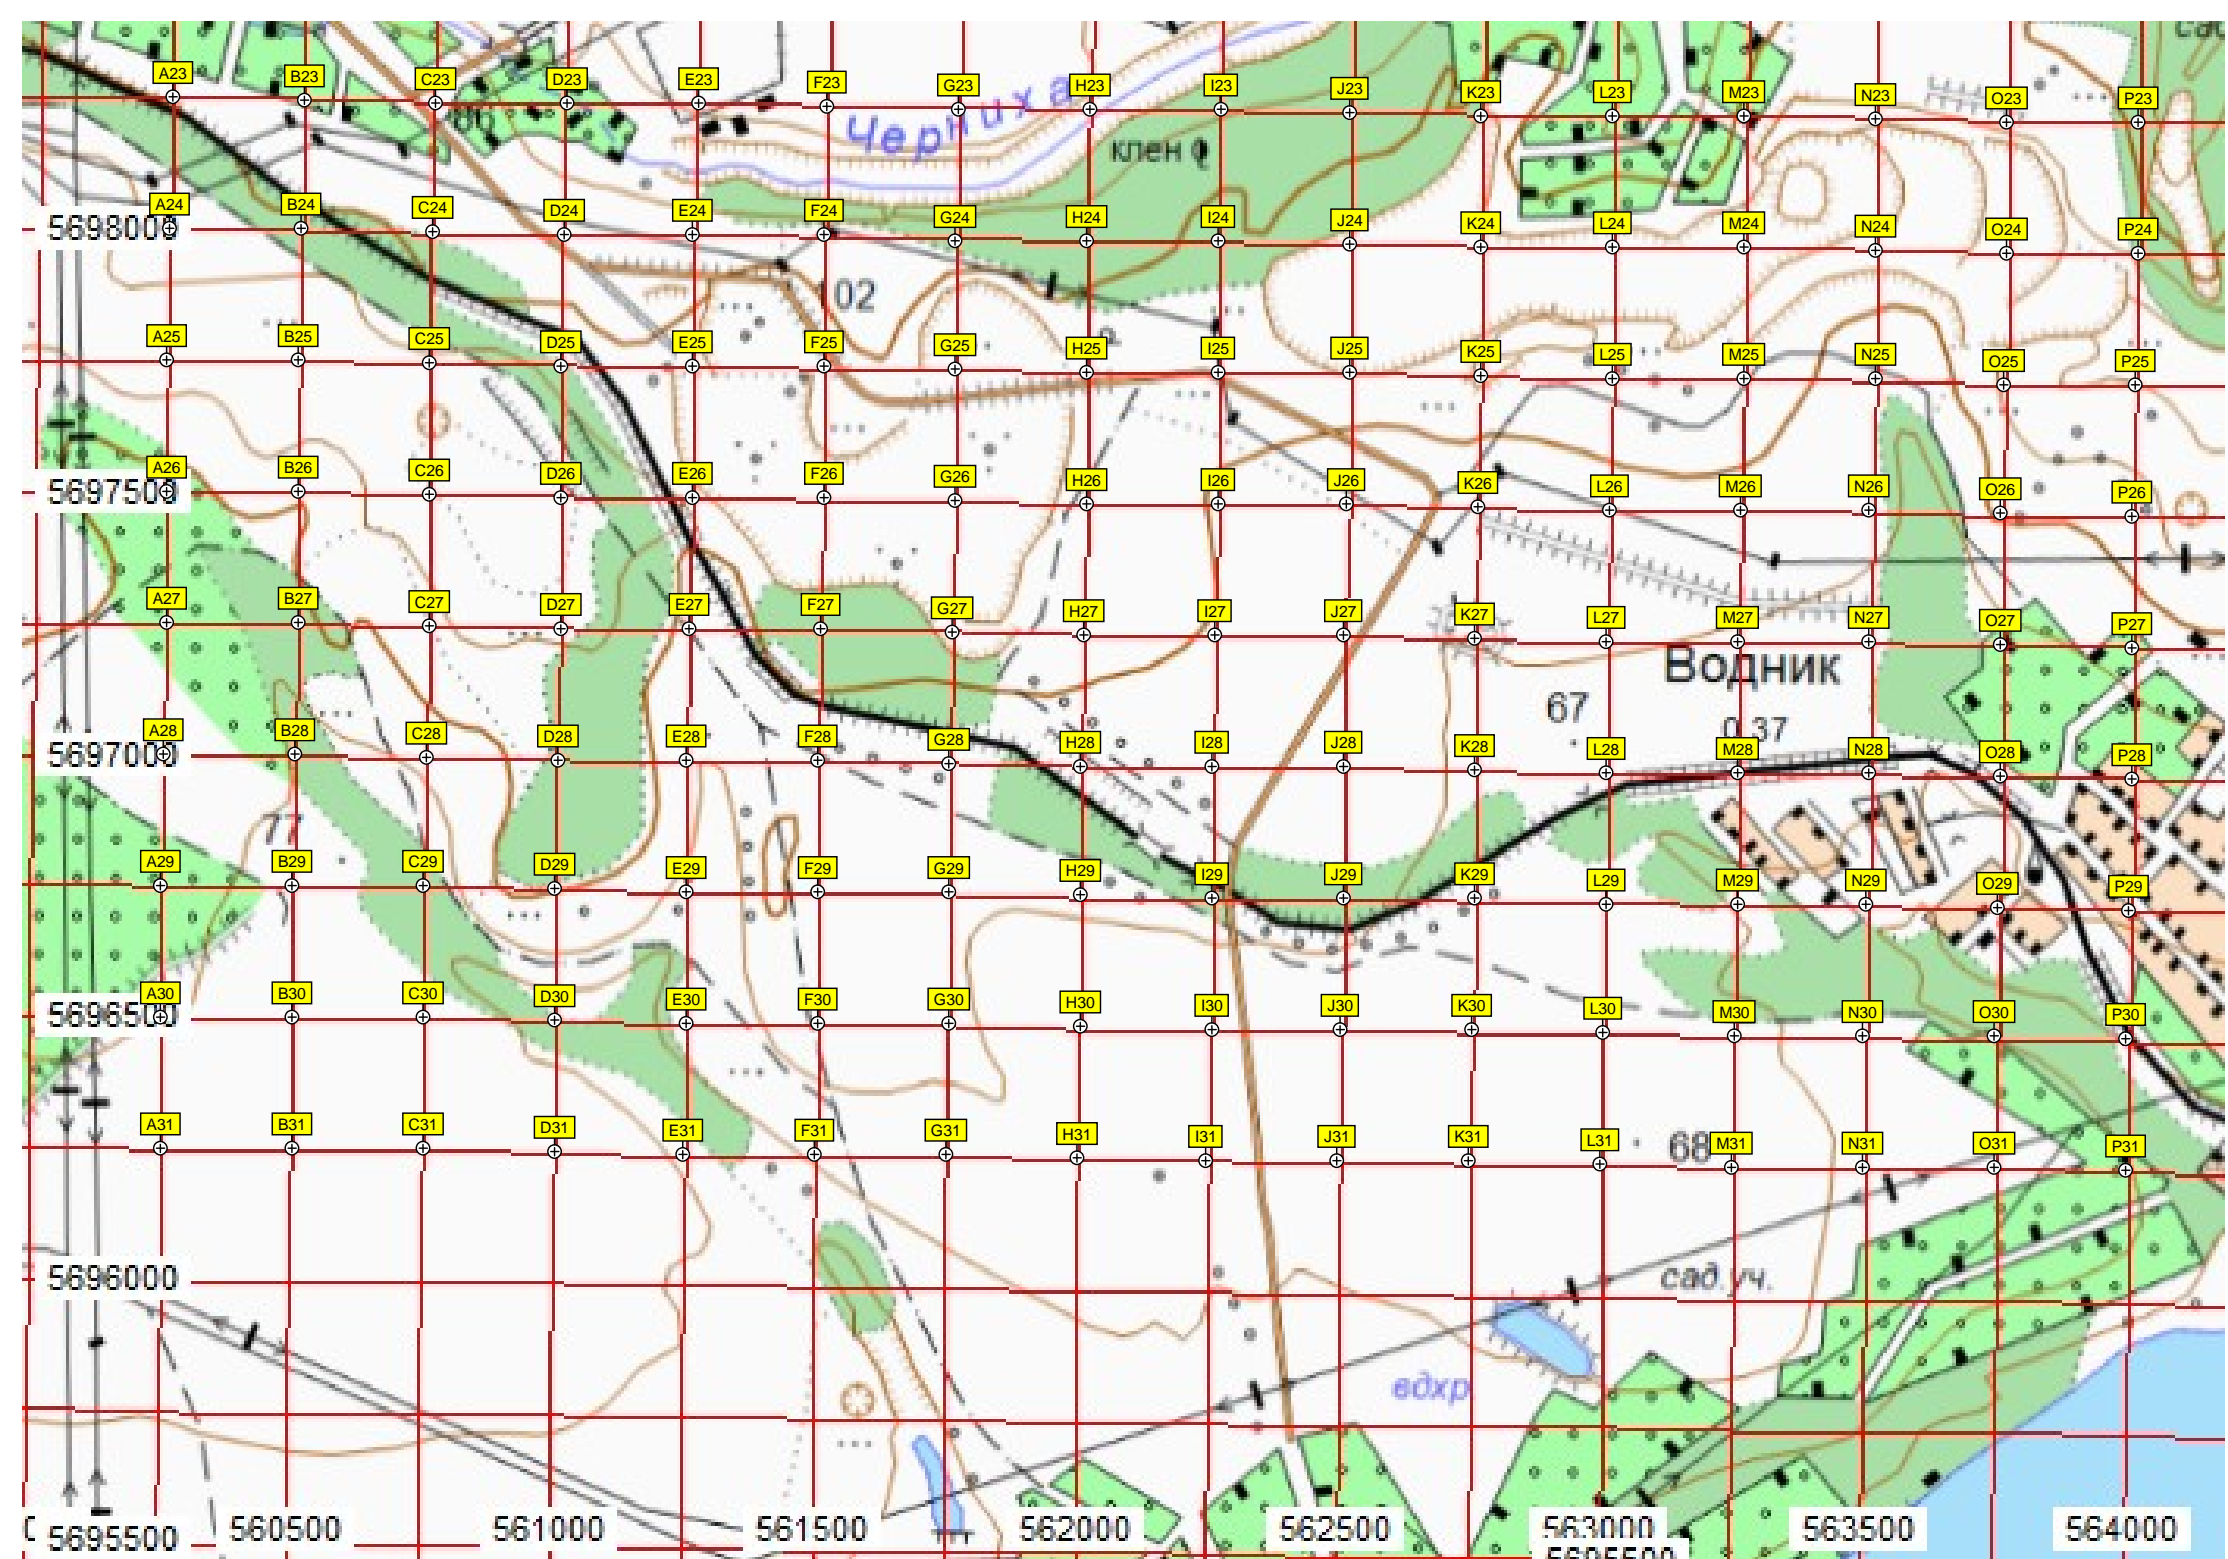 сад
A23 B23 C23 D23 E23 F23 G23 H23 I23 J23 K23 L23 M23 N23 O23 P23
86
Черниха
клен
A24 B24 C24 D24 E24 F24 G24 H24 I24 J24 K24 L24 M24 N24 O24 P24
5698000
102
2
A25 B25 C25 D25 E25 F25 G25 H25 I25 J25 K25 L25 M25 N25 O25 P25
A26 B26 C26 D26 E26 F26 G26 H26 I26 J26 K26 L26 M26 N26 O26 P26
5697500
A27 B27 C27 D27 E27 F27 G27 H27 I27 J27 K27 L27 M27 N27 O27 P27
Водник
67
0.37
A28 B28 C28 D28 E28 F28 G28 H28 I28 J28 K28 L28 M28 N28 O28 P28
5697000
77
A29 B29 C29 D29 E29 F29 G29 H29 I29 J29 K29 L29 M29 N29 O29 P29
A30 B30 C30 D30 E30 F30 G30 H30 I30 J30 K30 L30 M30 N30 O30 P30
5696500
A31 B31 C31 D31 E31 F31 G31 H31 I31 J31 K31 L31 M31 N31 O31 P31
68
5696000
сад.уч.
вдхр
5695500 560500 561000 561500 562000 562500 563000 563500 564000
5695500